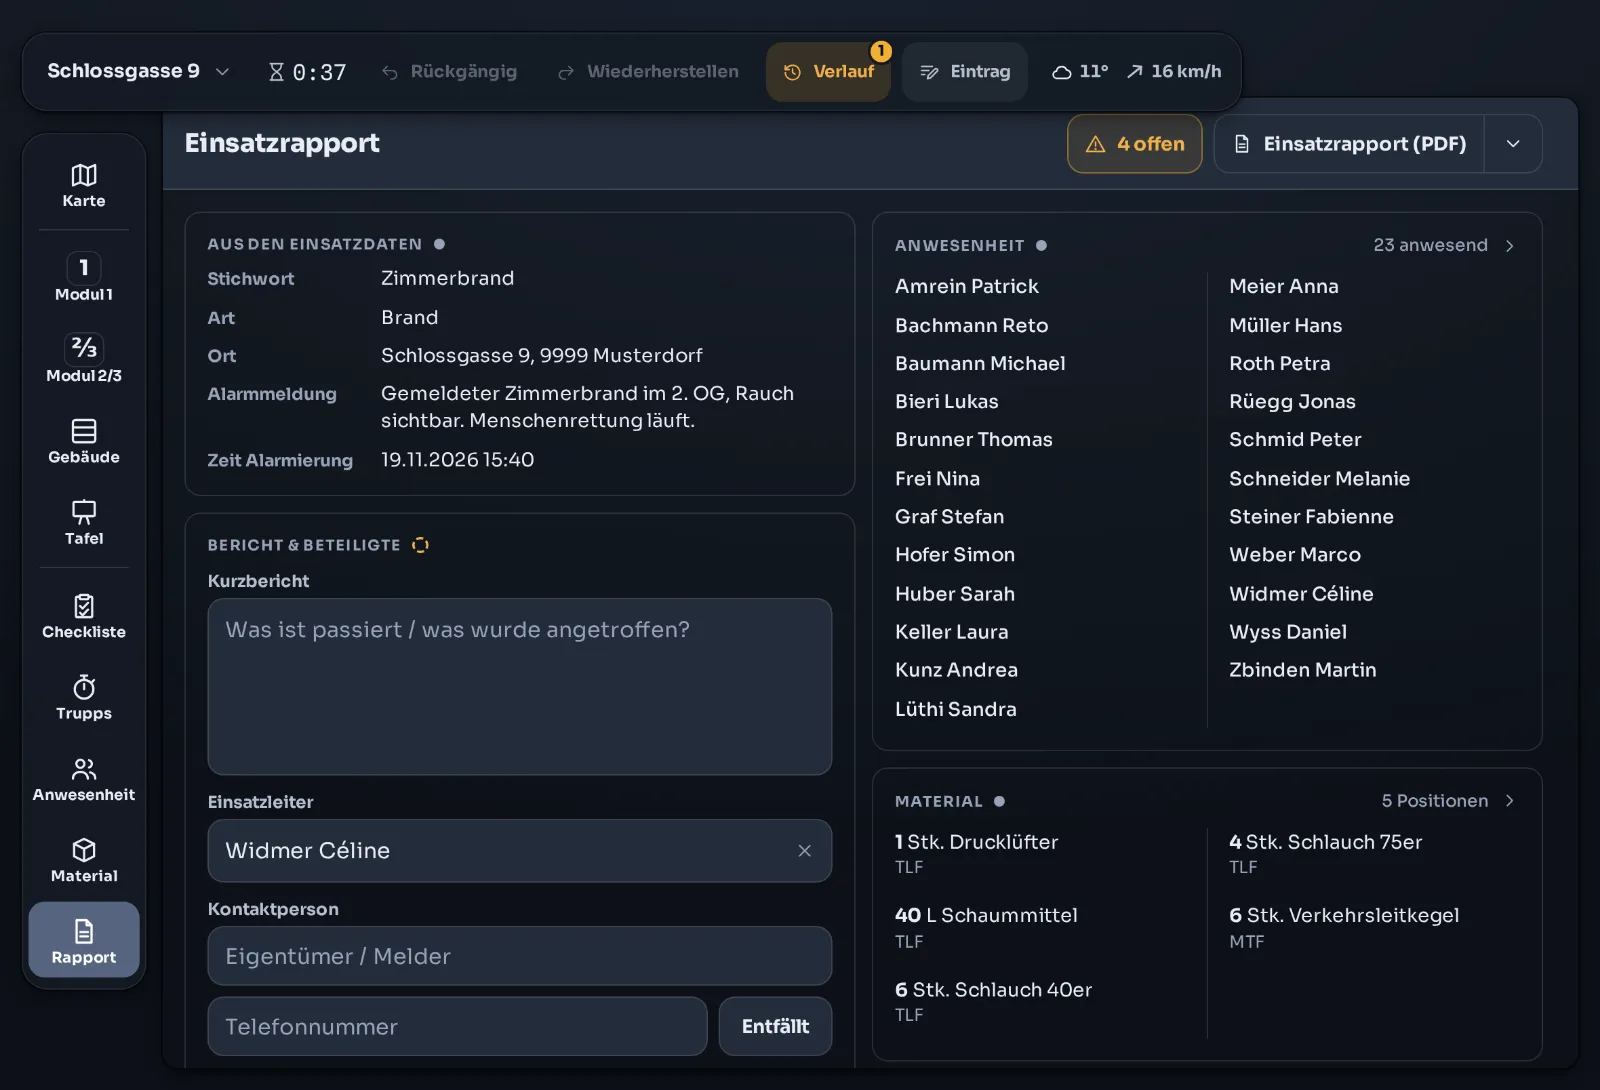 Schlossgasse 9
0:37
Rückgängig
Wiederherstellen
Verlauf
1
Eintrag
11°
16 km/h
Karte
1
Modul 1
⅔
Modul 2/3
Gebäude
Tafel
Checkliste
Trupps
Anwesenheit
Material
Rapport
Einsatzrapport
4 offen
Einsatzrapport (PDF)
AUS DEN EINSATZDATEN
Stichwort
Zimmerbrand
Art
Brand
Ort
Schlossgasse 9, 9999 Musterdorf
Alarmmeldung
Gemeldeter Zimmerbrand im 2. OG, Rauch
sichtbar. Menschenrettung läuft.
Zeit Alarmierung
19.11.2026 15:40
BERICHT & BETEILIGTE
Kurzbericht
Was ist passiert / was wurde angetroffen?
Einsatzleiter
Widmer Céline
Kontaktperson
Eigentümer / Melder
Telefonnummer
Entfällt
ANWESENHEIT
23 anwesend
Amrein Patrick
Bachmann Reto
Baumann Michael
Bieri Lukas
Brunner Thomas
Frei Nina
Graf Stefan
Hofer Simon
Huber Sarah
Keller Laura
Kunz Andrea
Lüthi Sandra
Meier Anna
Müller Hans
Roth Petra
Rüegg Jonas
Schmid Peter
Schneider Melanie
Steiner Fabienne
Weber Marco
Widmer Céline
Wyss Daniel
Zbinden Martin
MATERIAL
5 Positionen
1 Stk. Drucklüfter
TLF
40 L Schaummittel
TLF
6 Stk. Schlauch 40er
TLF
4 Stk. Schlauch 75er
TLF
6 Stk. Verkehrsleitkegel
MTF